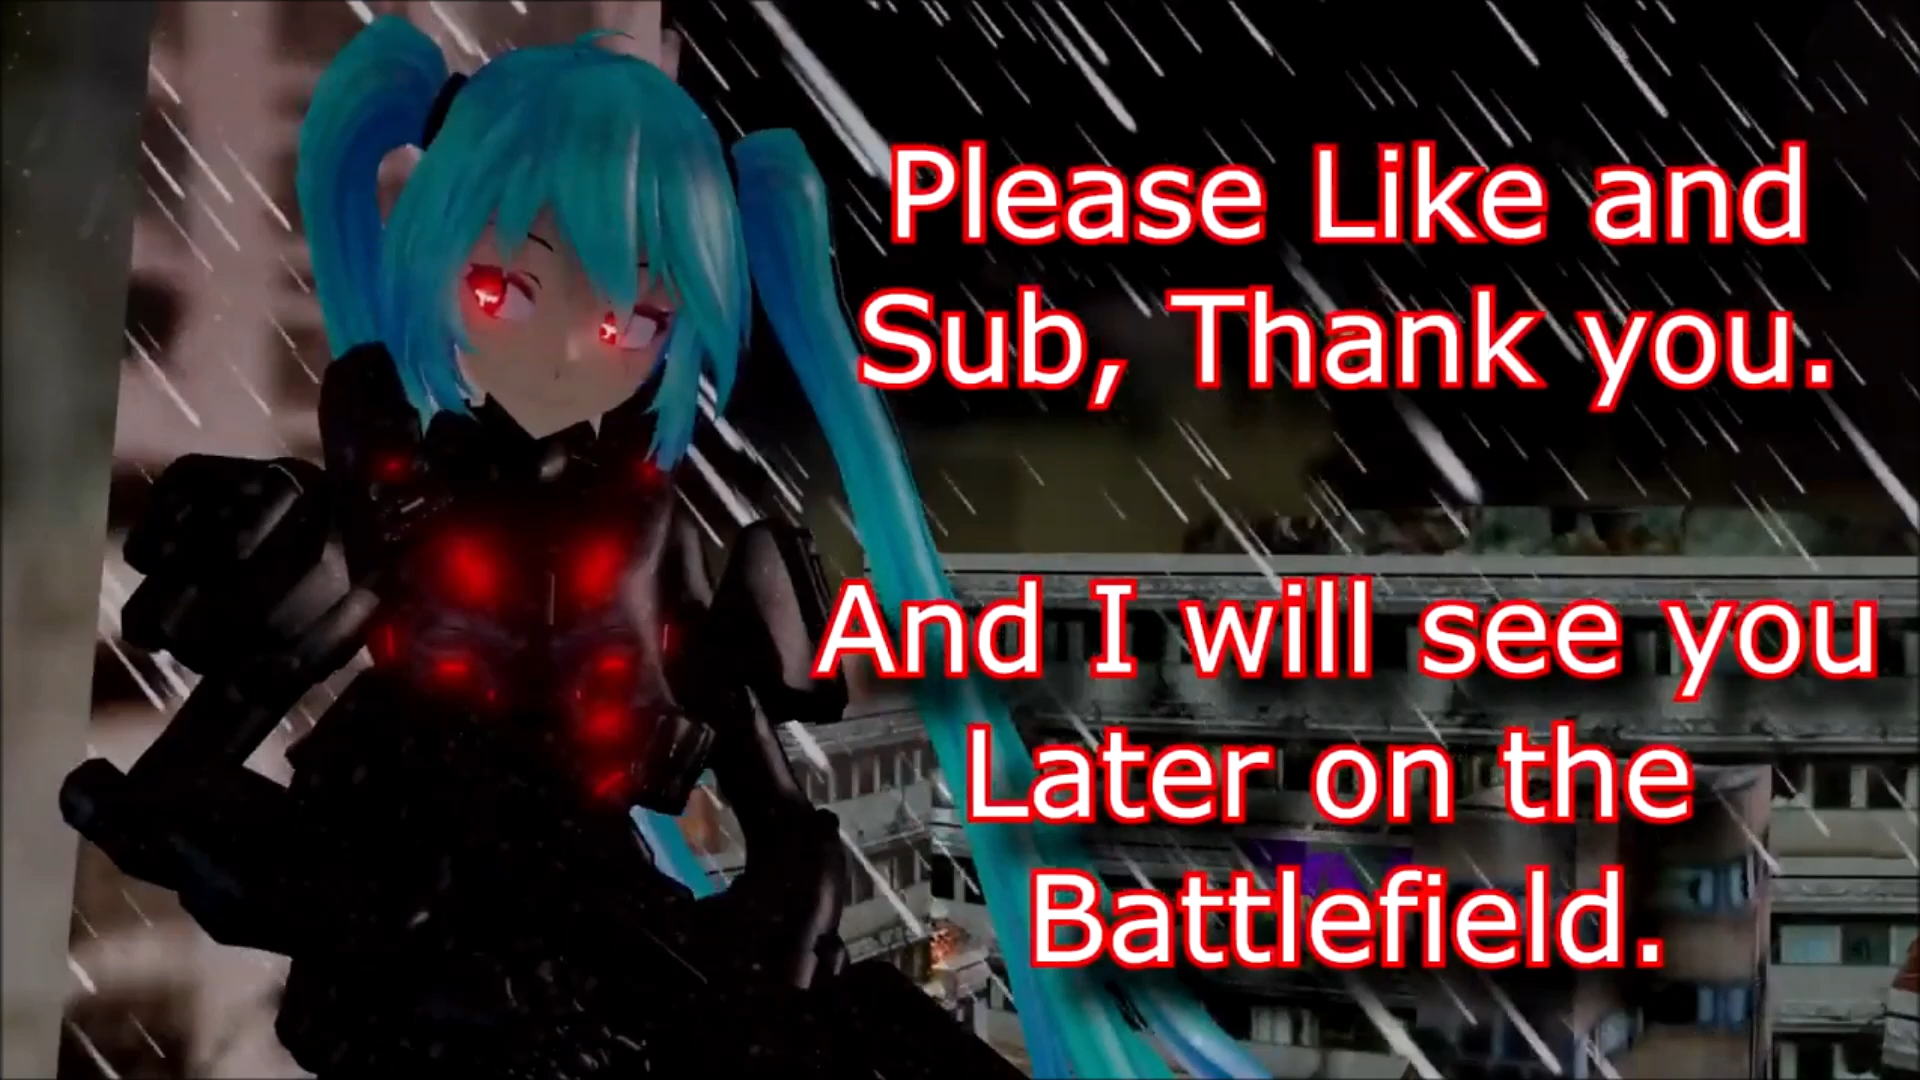 Please Like and
Sub, Thank you.
And I will see you
Later on the
Battlefield.